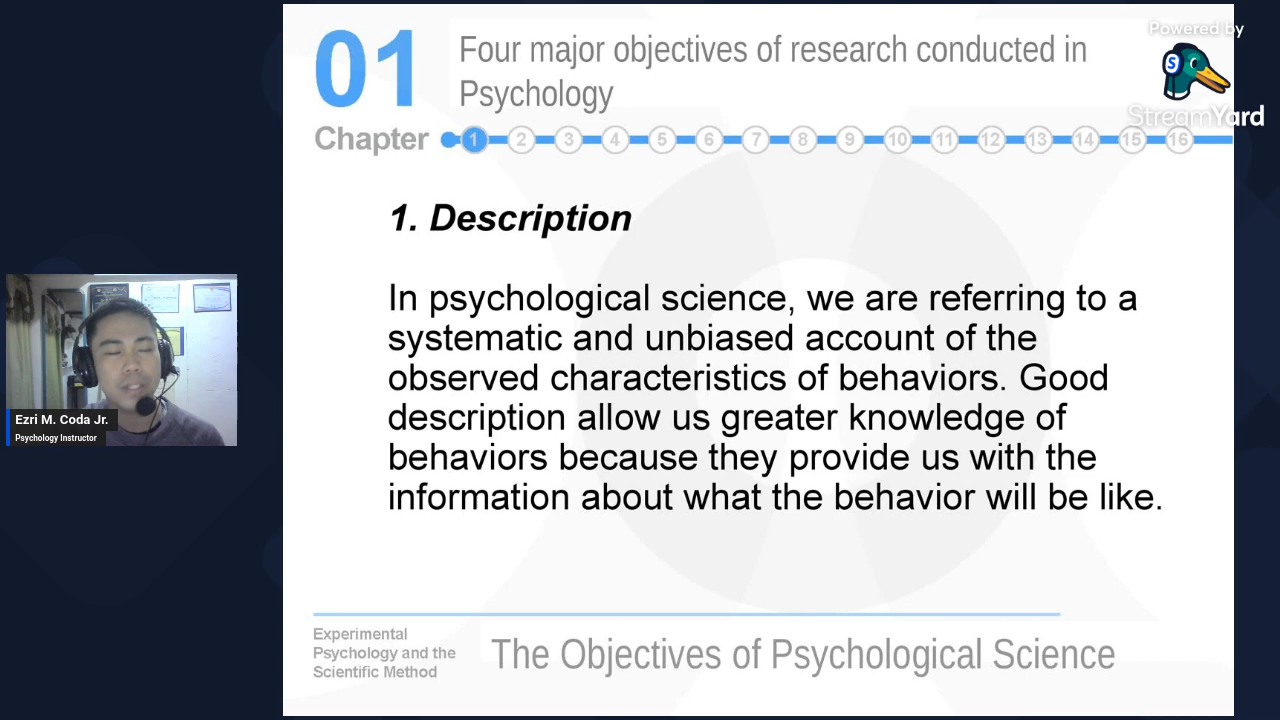 01
Four major objectives of research conducted in
Psychology
Chapter
1 2 3 4 5 6 7 8 9 10 11 12 13 14 15 16
Powered by
S
StreamYard
1. Description
In psychological science, we are referring to a
systematic and unbiased account of the
observed characteristics of behaviors. Good
description allow us greater knowledge of
behaviors because they provide us with the
information about what the behavior will be like.
Ezri M. Coda Jr.
Psychology Instructor
Experimental
Psychology and the
Scientific Method
The Objectives of Psychological Science